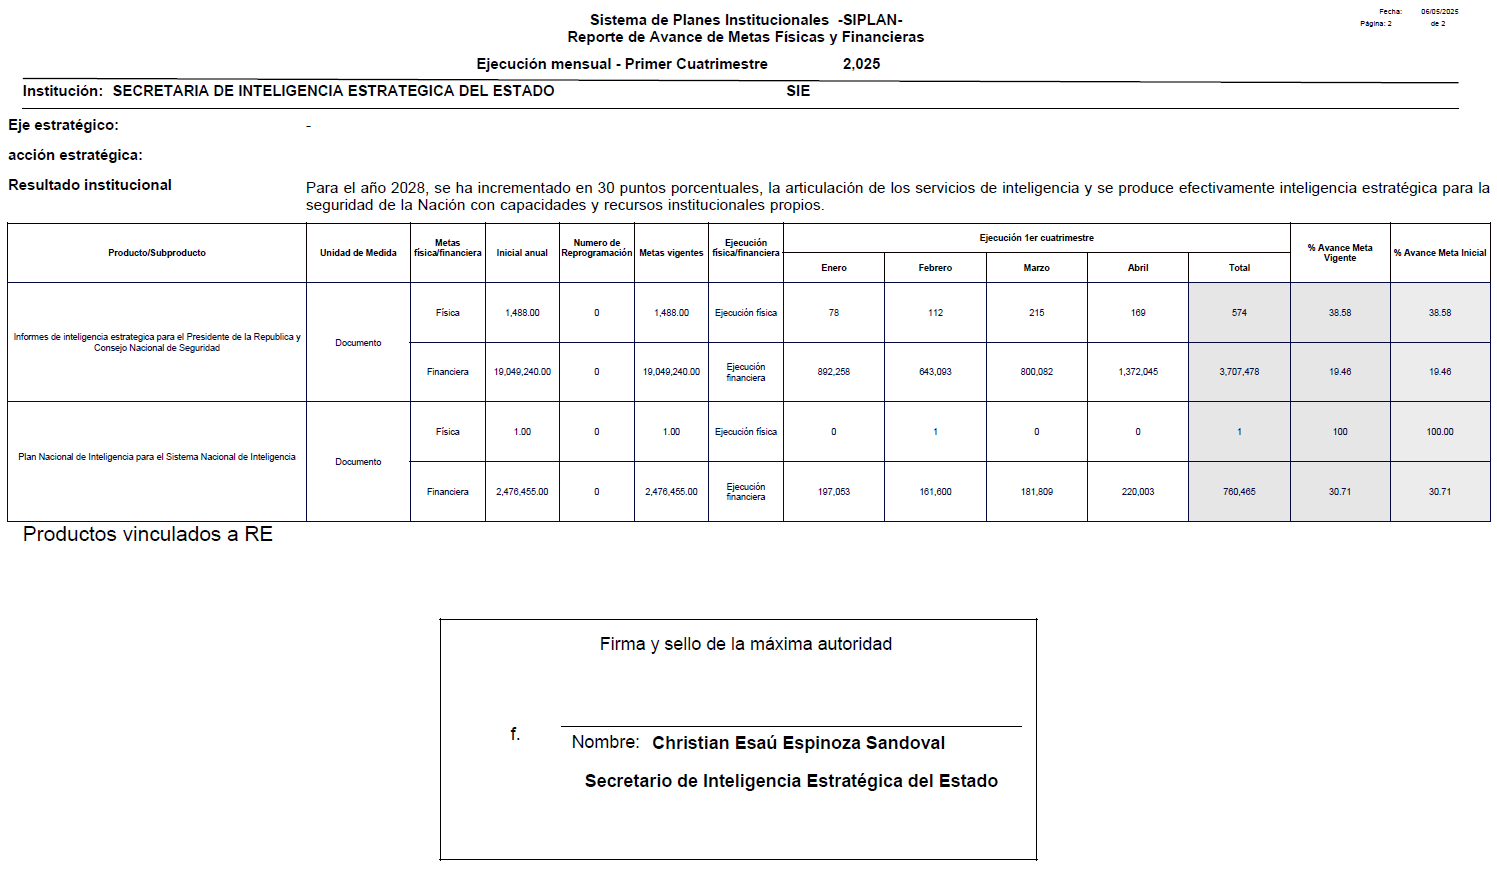 Fecha: 06/05/2025
Página: 2 de 2
Sistema de Planes Institucionales -SIPLAN-
Reporte de Avance de Metas Físicas y Financieras
Ejecución mensual - Primer Cuatrimestre 2,025
Institución: SECRETARIA DE INTELIGENCIA ESTRATEGICA DEL ESTADO SIE
Eje estratégico: -
acción estratégica:
Resultado institucional
Para el año 2028, se ha incrementado en 30 puntos porcentuales, la articulación de los servicios de inteligencia y se produce efectivamente inteligencia estratégica para la
seguridad de la Nación con capacidades y recursos institucionales propios.
Producto/Subproducto
Unidad de Medida
Metas
física/financiera
Inicial anual
Numero de
Reprogramación
Metas vigentes
Ejecución
física/financiera
Ejecución 1er cuatrimestre
Enero Febrero Marzo Abril Total
% Avance Meta
Vigente
% Avance Meta Inicial
Informes de inteligencia estrategica para el Presidente de la Republica y
Consejo Nacional de Seguridad
Documento
Física 1,488.00 0 1,488.00 Ejecución física 78 112 215 169 574 38.58 38.58
Financiera 19,049,240.00 0 19,049,240.00
Ejecución
financiera
892,258 643,093 800,082 1,372,045 3,707,478 19.46 19.46
Plan Nacional de Inteligencia para el Sistema Nacional de Inteligencia
Documento
Física 1.00 0 1.00 Ejecución física 0 1 0 0 1 100 100.00
Financiera 2,476,455.00 0 2,476,455.00
Ejecución
financiera
197,053 161,600 181,809 220,003 760,465 30.71 30.71
Productos vinculados a RE
Firma y sello de la máxima autoridad
f.
Nombre: Christian Esaú Espinoza Sandoval
Secretario de Inteligencia Estratégica del Estado